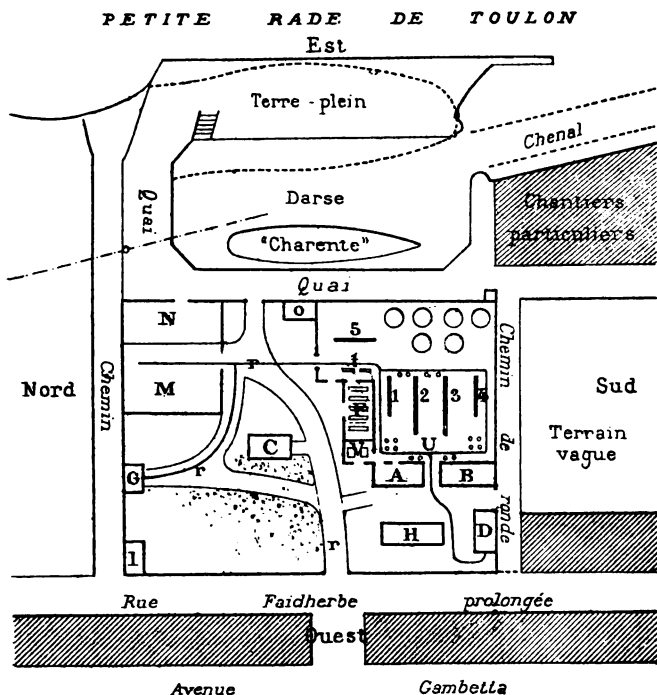 PETITE RADE DE TOULON
Est
Terre-plein
Chenal
Quai
Darse
Chantiers
particuliers
"Charente"
Quai
N
o
5
Chemin de ronde
Nord
Chemin
M
r
1 2 3 4
Sud
C
V
U
Terrain
vague
G
r
A
B
H
D
r
I
Rue Faidherbe prolongée
Ouest
Avenue Gambetta